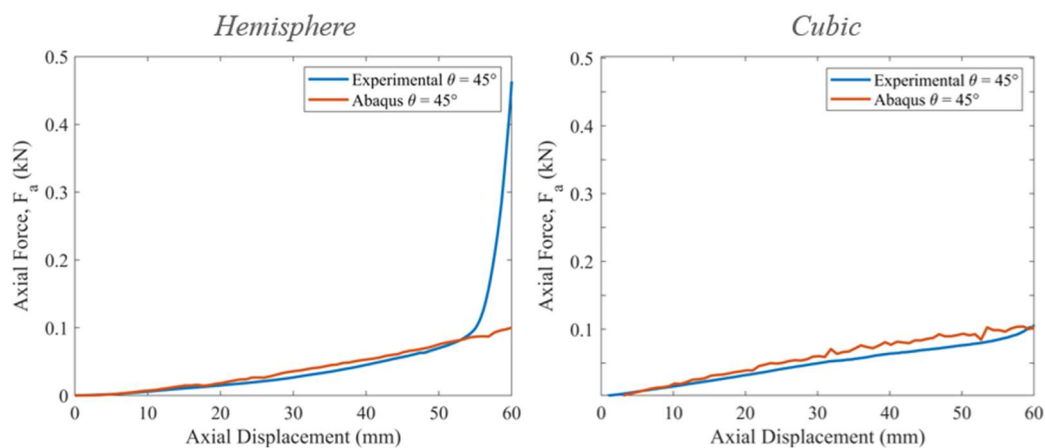 Hemisphere
0.5
0.4
0.3
0.2
0.1
0
Axial Force, F_a (kN)
Experimental θ = 45°
Abaqus θ = 45°
0 10 20 30 40 50 60
Axial Displacement (mm)
Cubic
0.5
0.4
0.3
0.2
0.1
Axial Force, F_a (kN)
Experimental θ = 45°
Abaqus θ = 45°
0 10 20 30 40 50 60
Axial Displacement (mm)